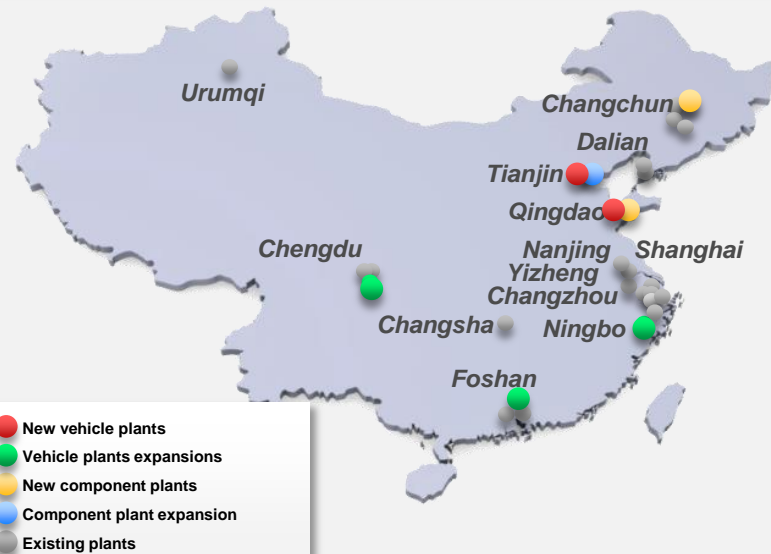 Urumqi
Changchun
Dalian
Tianjin
Qingdao
Chengdu
Nanjing
Shanghai
Yizheng
Changzhou
Changsha
Ningbo
Foshan
New vehicle plants
Vehicle plants expansions
New component plants
Component plant expansion
Existing plants